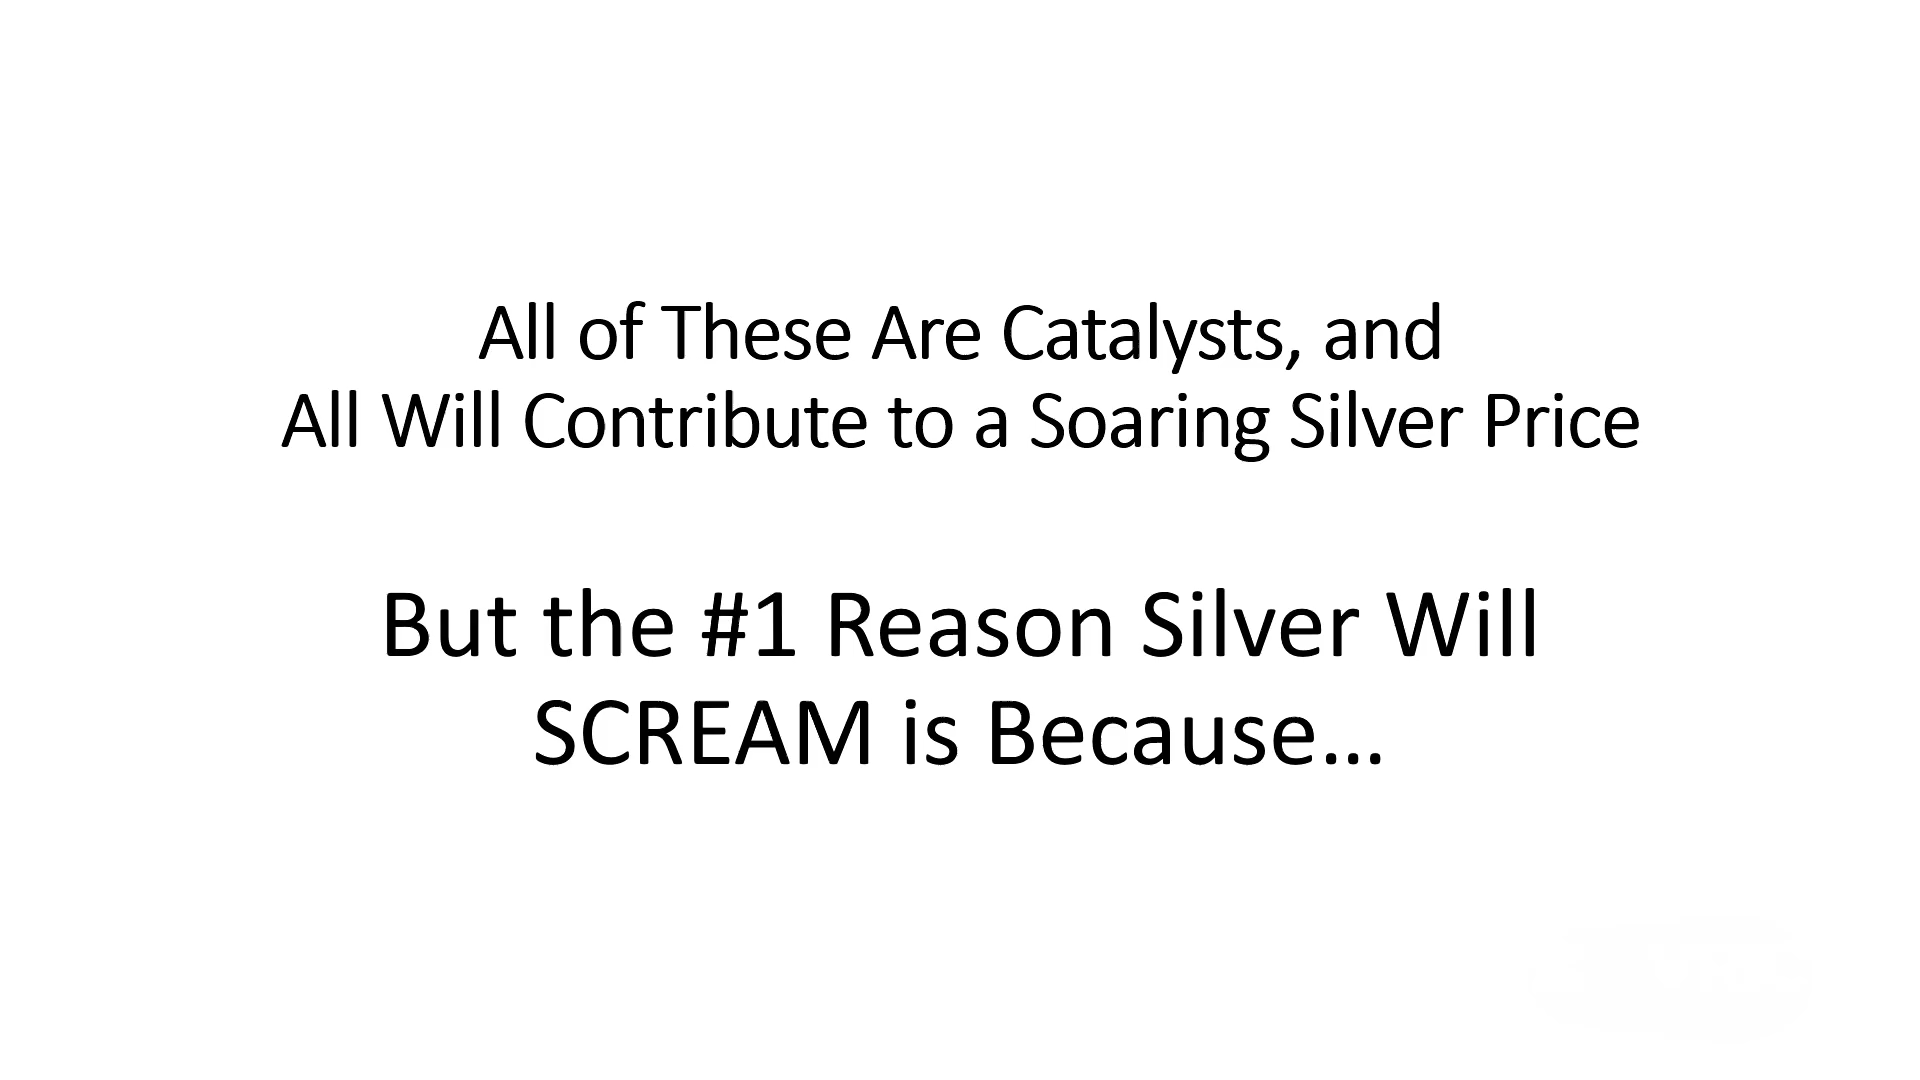 All of These Are Catalysts, and
All Will Contribute to a Soaring Silver Price
But the #1 Reason Silver Will
SCREAM is Because...